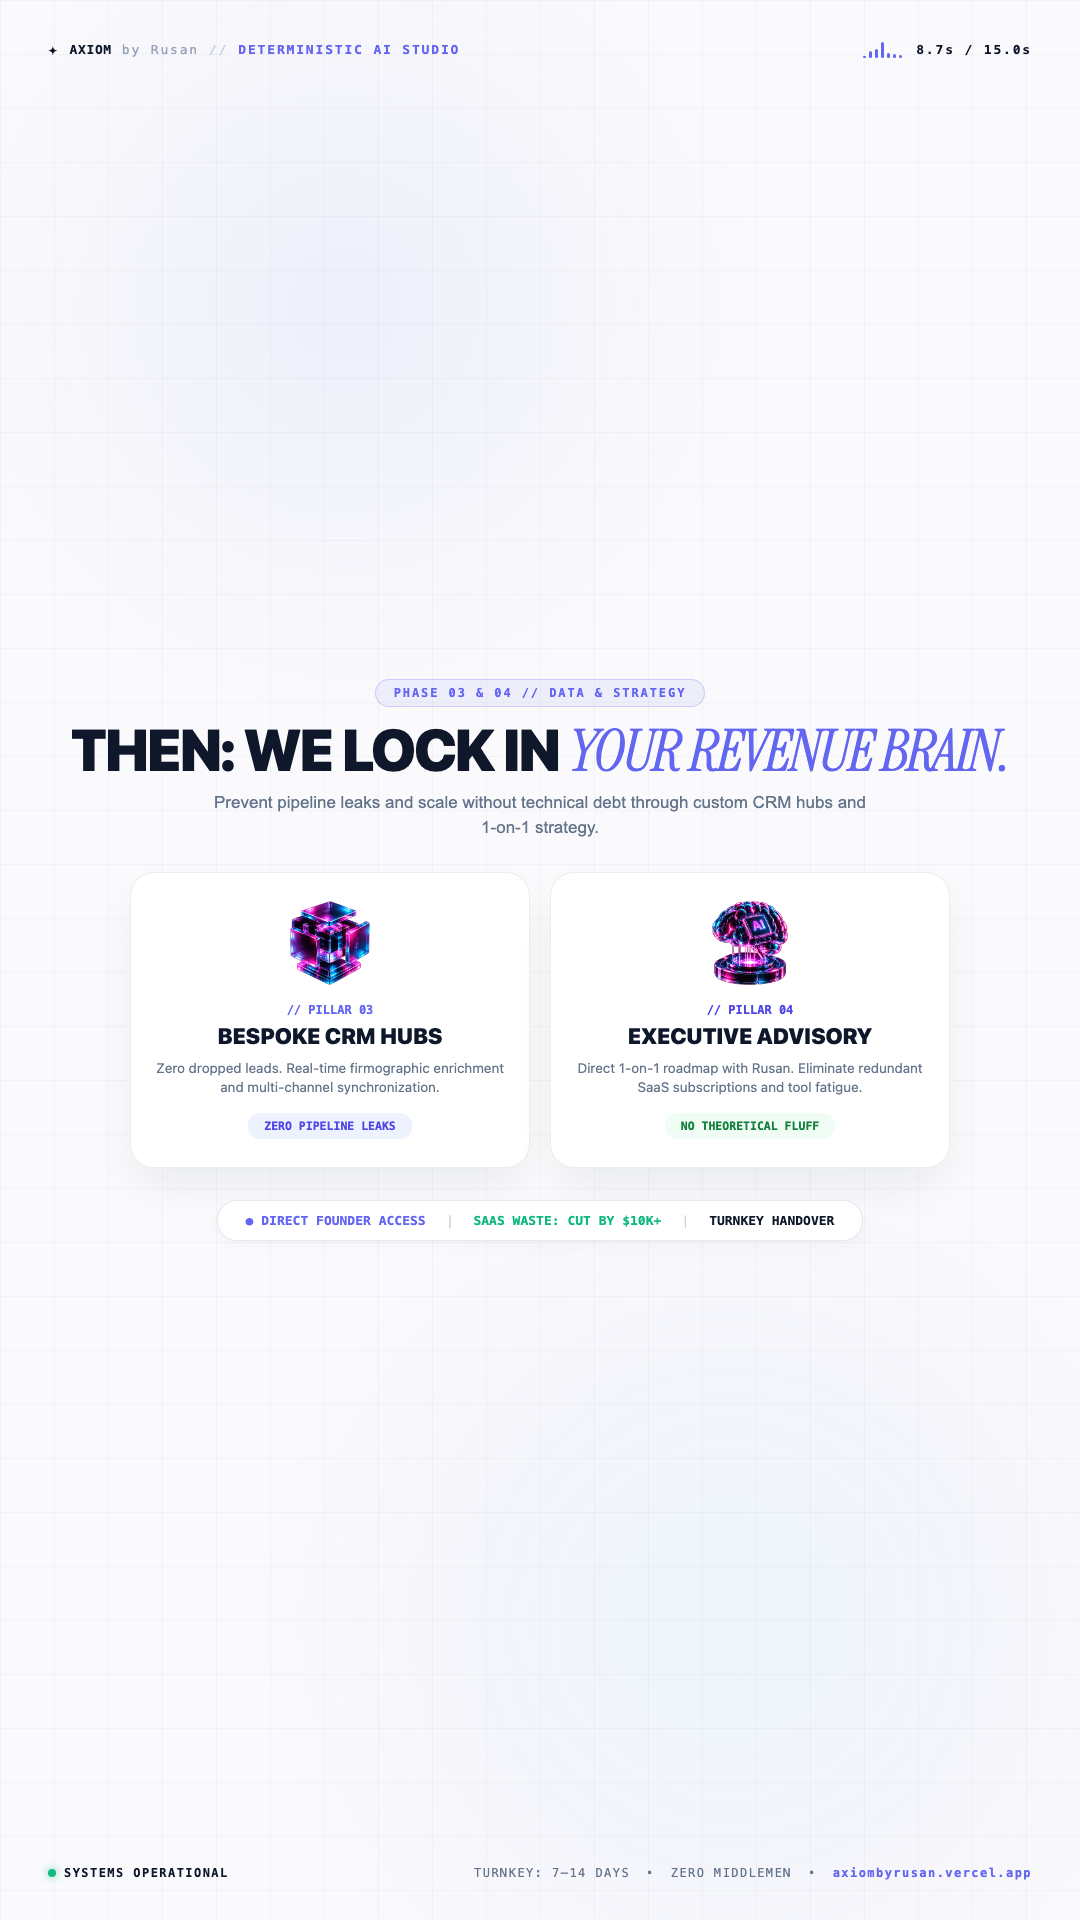 ✦ AXIOM by Rusan // DETERMINISTIC AI STUDIO
8.7s / 15.0s
PHASE 03 & 04 // DATA & STRATEGY
THEN: WE LOCK IN YOUR REVENUE BRAIN.
Prevent pipeline leaks and scale without technical debt through custom CRM hubs and
1-on-1 strategy.
// PILLAR 03
BESPOKE CRM HUBS
Zero dropped leads. Real-time firmographic enrichment
and multi-channel synchronization.
ZERO PIPELINE LEAKS
AI
// PILLAR 04
EXECUTIVE ADVISORY
Direct 1-on-1 roadmap with Rusan. Eliminate redundant
SaaS subscriptions and tool fatigue.
NO THEORETICAL FLUFF
● DIRECT FOUNDER ACCESS | SAAS WASTE: CUT BY $10K+ | TURNKEY HANDOVER
● SYSTEMS OPERATIONAL
TURNKEY: 7–14 DAYS • ZERO MIDDLEMEN • axiombyrusan.vercel.app